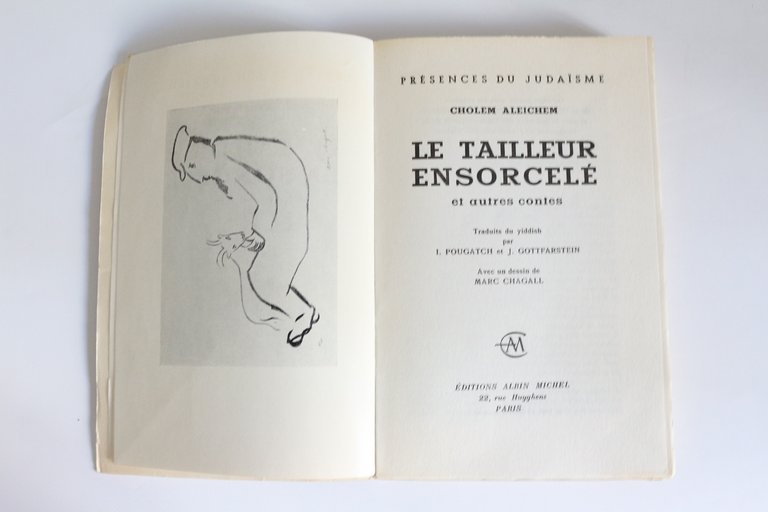 PRÉSENCES DU JUDAÏSME
CHOLEM ALEICHEM
LE TAILLEUR
ENSORCELÉ
et autres contes
Traduits du yiddish
par
I. POUGATCH et J. GOTTFARSTEIN
Avec un dessin de
MARC CHAGALL
AM
ÉDITIONS ALBIN MICHEL
22, rue Huyghens
PARIS